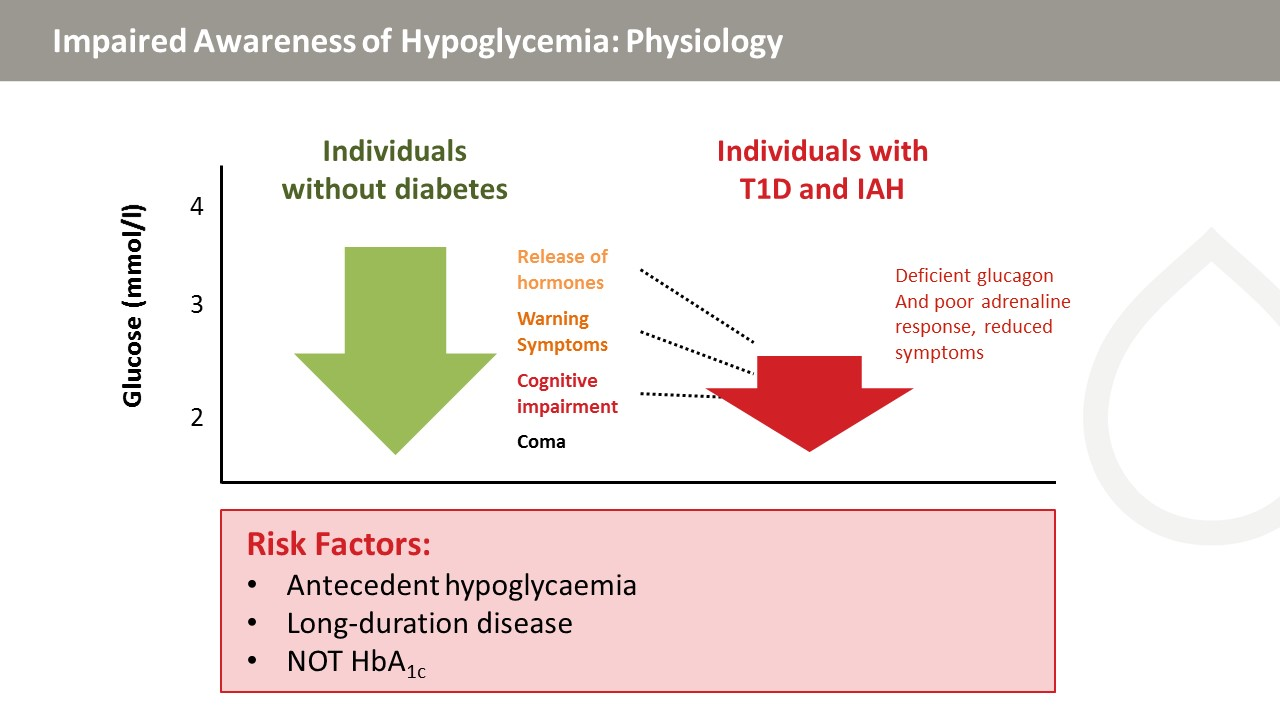 Impaired Awareness of Hypoglycemia: Physiology
Individuals
without diabetes
Individuals with
T1D and IAH
Glucose (mmol/l)
4
3
2
Release of
hormones
Warning
Symptoms
Cognitive
impairment
Coma
Deficient glucagon
And poor adrenaline
response, reduced
symptoms
Risk Factors:
• Antecedent hypoglycaemia
• Long-duration disease
• NOT HbA1c